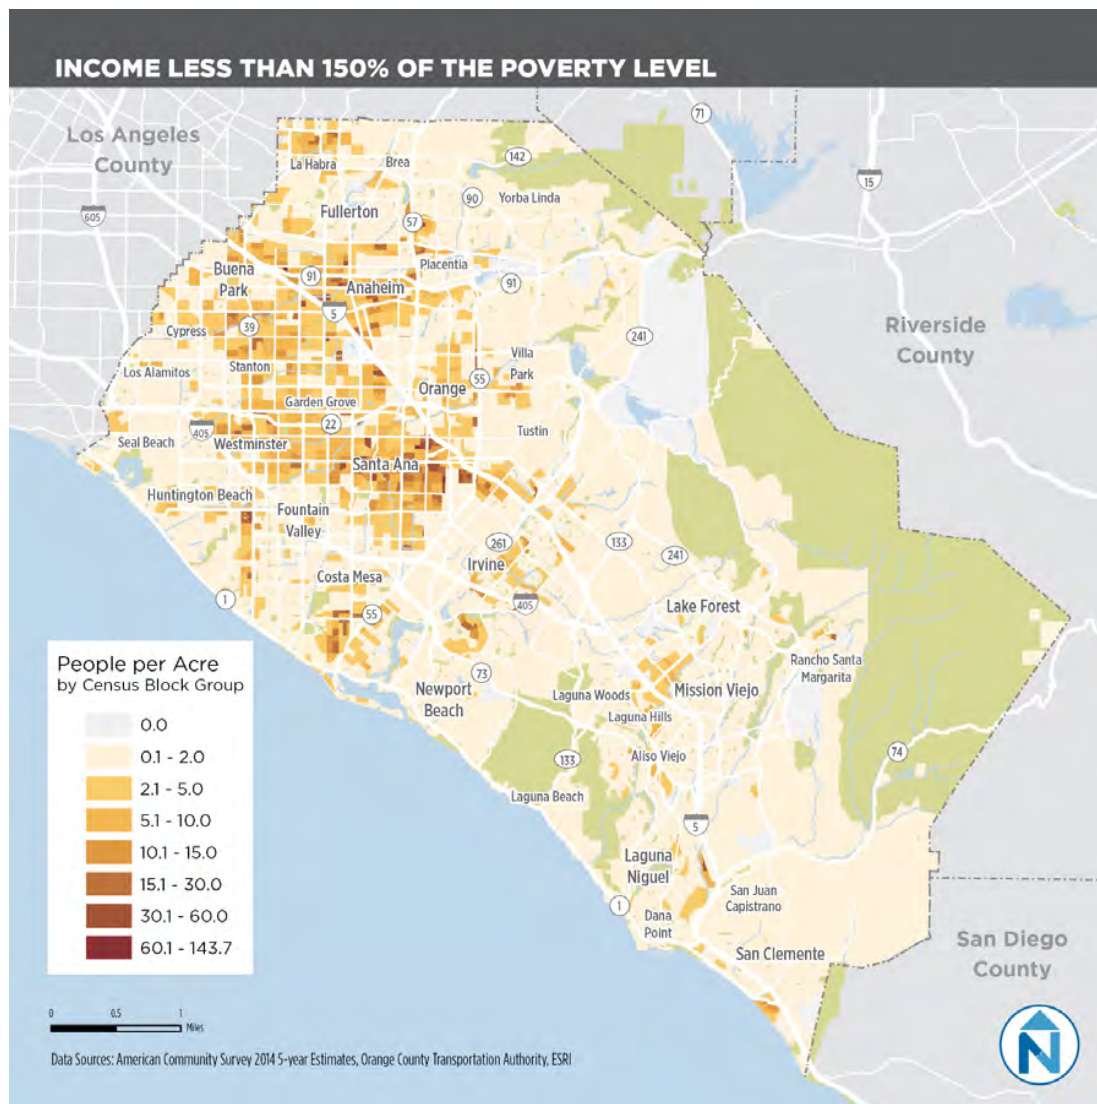 INCOME LESS THAN 150% OF THE POVERTY LEVEL
Los Angeles
County
71
142
La Habra
Brea
15
90
Yorba Linda
605
Fullerton
57
Buena
Park
Placentia
91
91
Anaheim
5
Cypress
39
Riverside
County
241
Los Alamitos
Stanton
Villa
Park
55
Orange
Garden Grove
22
405
Seal Beach
Westminster
Tustin
Santa Ana
Huntington Beach
Fountain
Valley
261
133
241
Irvine
Costa Mesa
1
55
405
Lake Forest
Rancho Santa
Margarita
73
Newport
Beach
Laguna Woods
Mission Viejo
Laguna Hills
133
Aliso Viejo
74
Laguna Beach
5
Laguna
Niguel
San Juan
Capistrano
1
Dana
Point
San Clemente
San Diego
County
People per Acre
by Census Block Group
0.0
0.1 - 2.0
2.1 - 5.0
5.1 - 10.0
10.1 - 15.0
15.1 - 30.0
30.1 - 60.0
60.1 - 143.7
0 0.5 1
Miles
N
Data Sources: American Community Survey 2014 5-year Estimates, Orange County Transportation Authority, ESRI